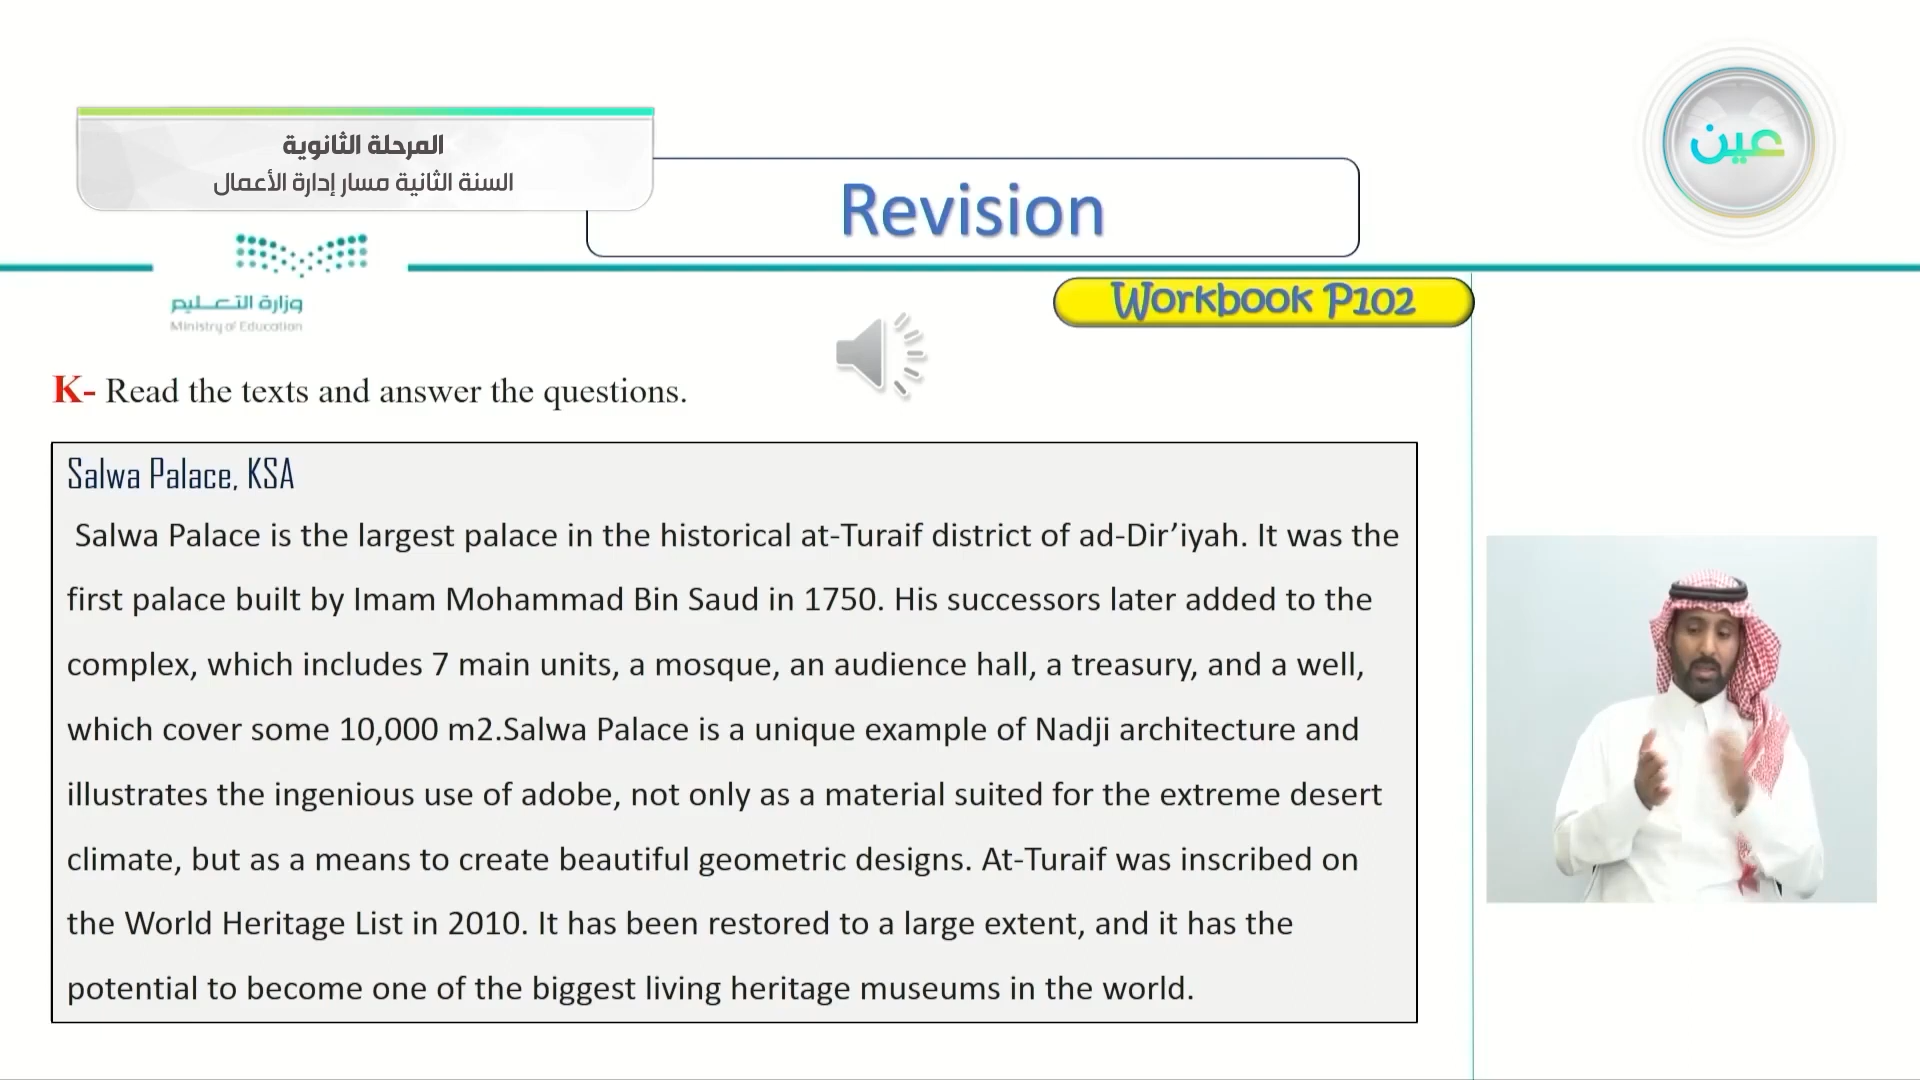 المرحلة الثانوية
السنة الثانية مسار إدارة الأعمال
عين
Revision
وزارة التعليم
Ministry of Education
Workbook P102
K- Read the texts and answer the questions.
Salwa Palace, KSA
Salwa Palace is the largest palace in the historical at-Turaif district of ad-Dir’iyah. It was the
first palace built by Imam Mohammad Bin Saud in 1750. His successors later added to the
complex, which includes 7 main units, a mosque, an audience hall, a treasury, and a well,
which cover some 10,000 m2.Salwa Palace is a unique example of Nadji architecture and
illustrates the ingenious use of adobe, not only as a material suited for the extreme desert
climate, but as a means to create beautiful geometric designs. At-Turaif was inscribed on
the World Heritage List in 2010. It has been restored to a large extent, and it has the
potential to become one of the biggest living heritage museums in the world.